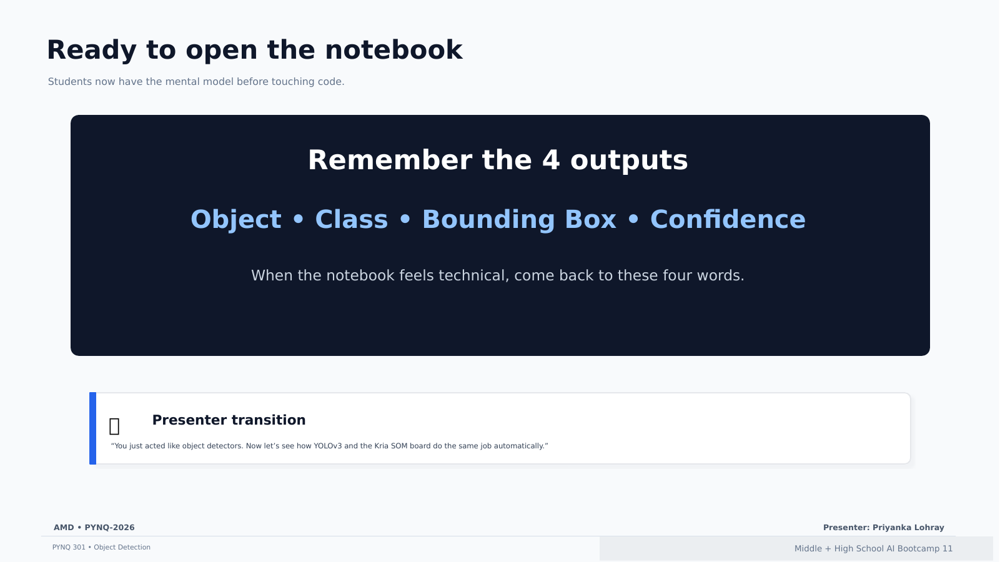 Ready to open the notebook
Students now have the mental model before touching code.
Remember the 4 outputs
Object • Class • Bounding Box • Confidence
When the notebook feels technical, come back to these four words.
Presenter transition
“You just acted like object detectors. Now let’s see how YOLOv3 and the Kria SOM board do the same job automatically.”
AMD • PYNQ-2026
Presenter: Priyanka Lohray
PYNQ 301 • Object Detection
Middle + High School AI Bootcamp 11